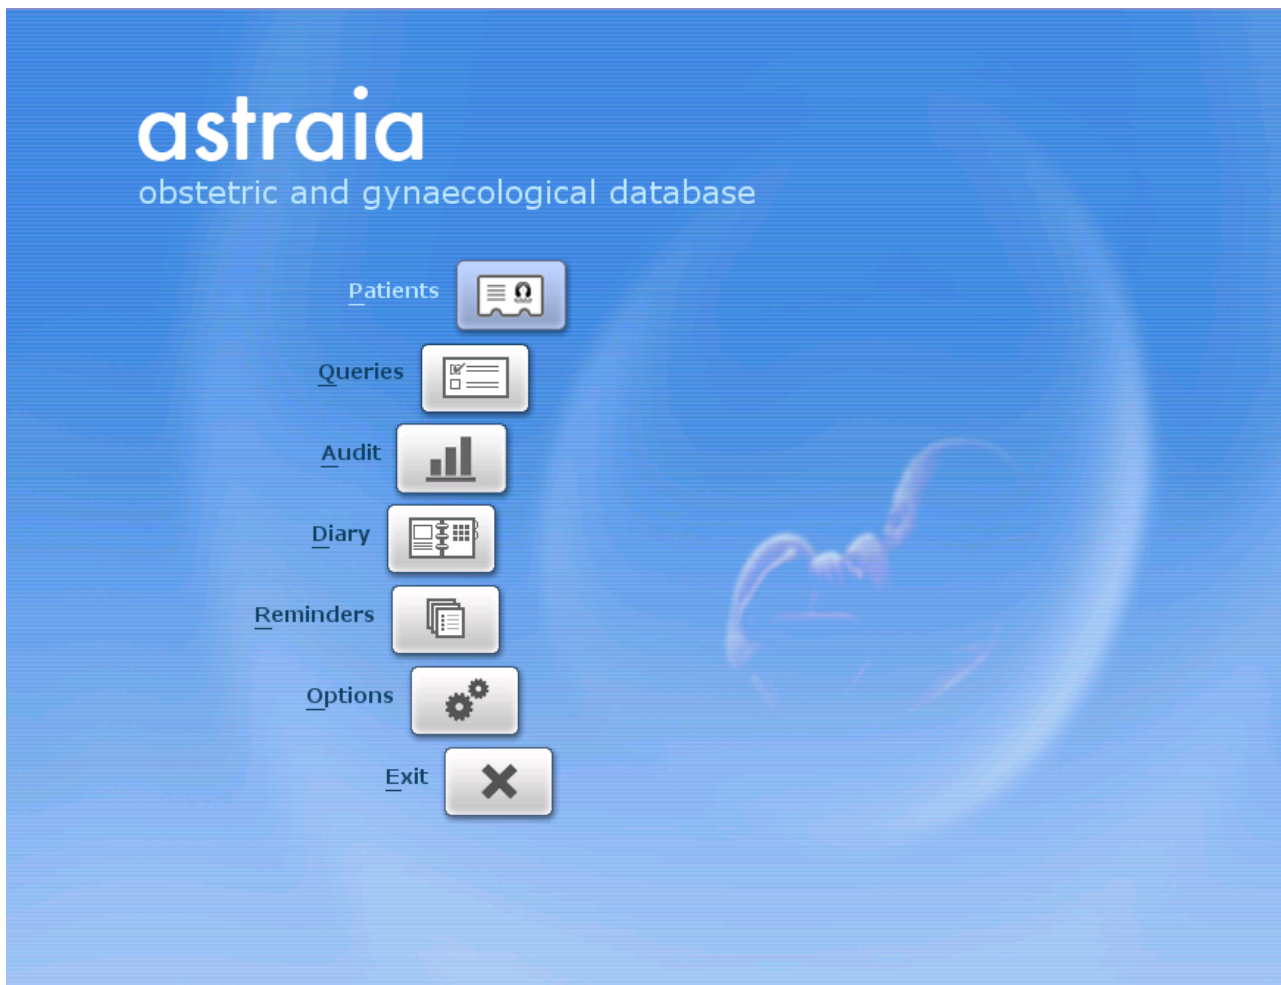 astraia
obstetric and gynaecological database
Patients
Queries
Audit
Diary
Reminders
Options
Exit